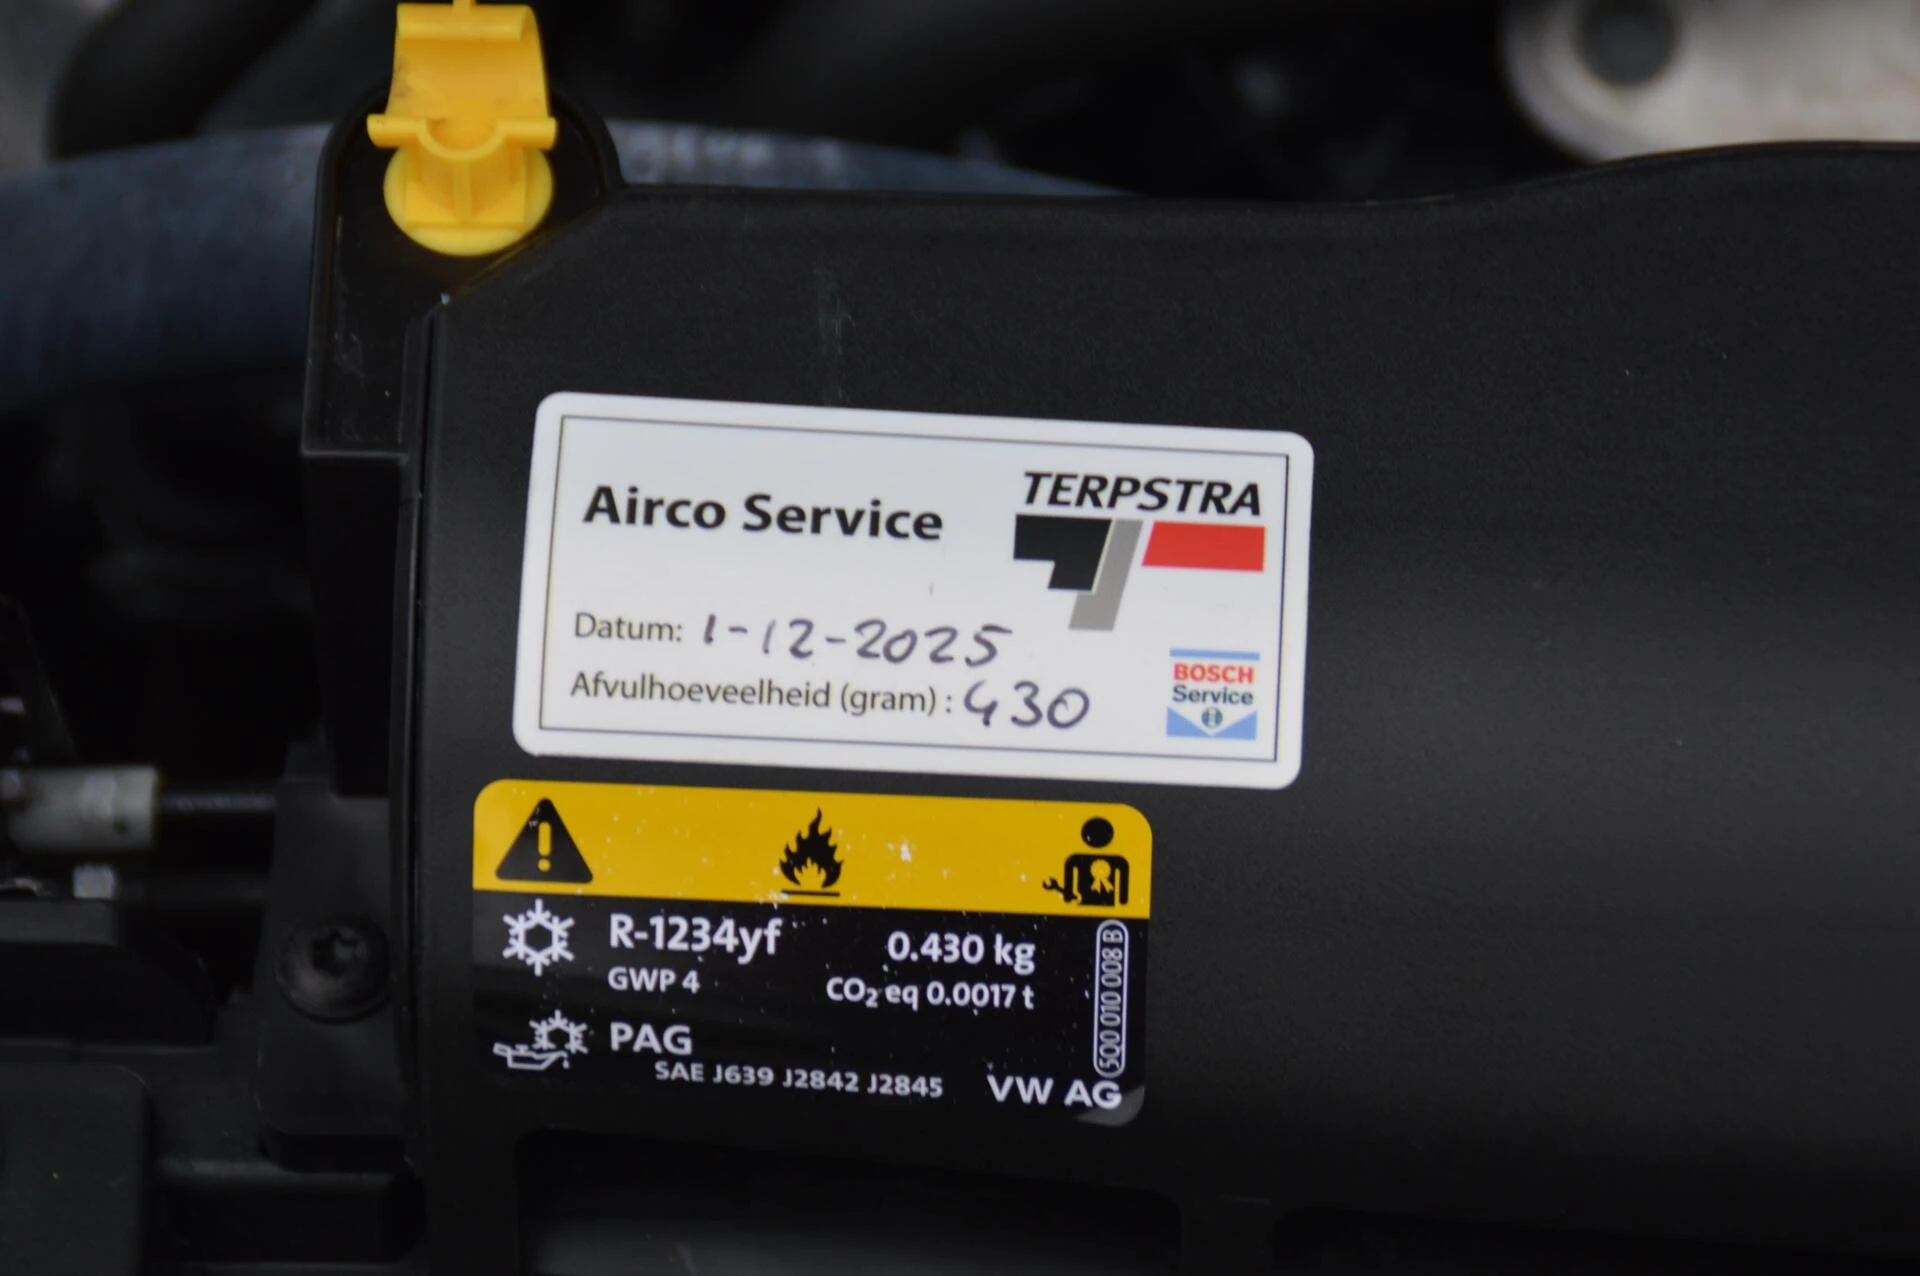 Airco Service
TERPSTRA
Datum: 1-12-2025
Afvulhoeveelheid (gram) : 430
BOSCH
Service
R-1234yf 0.430 kg
GWP 4 CO₂ eq 0.0017 t
PAG
SAE J639 J2842 J2845
VW AG
5Q0 010 008 B